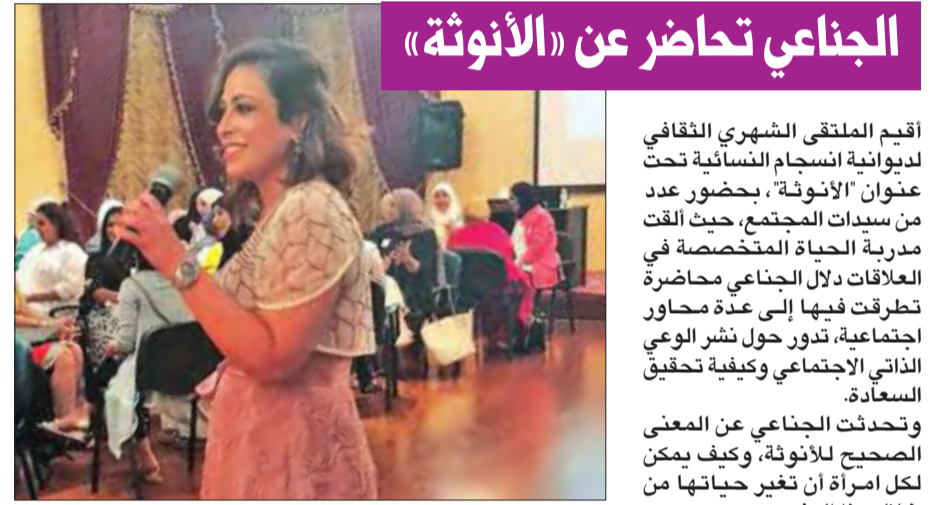 الجناعي تحاضر عن «الأنوثة»
أقيم الملتقى الشهري الثقافي
لديوانية انسجام النسائية تحت
عنوان "الأنوثة"، بحضور عدد
من سيدات المجتمع، حيث ألقت
مدربة الحياة المتخصصة في
العلاقات دلال الجناعي محاضرة
تطرقت فيها إلى عدة محاور
اجتماعية، تدور حول نشر الوعي
الذاتي الاجتماعي وكيفية تحقيق
السعادة.
وتحدثت الجناعي عن المعنى
الصحيح للأنوثة، وكيف يمكن
لكل امرأة أن تغير حياتها من